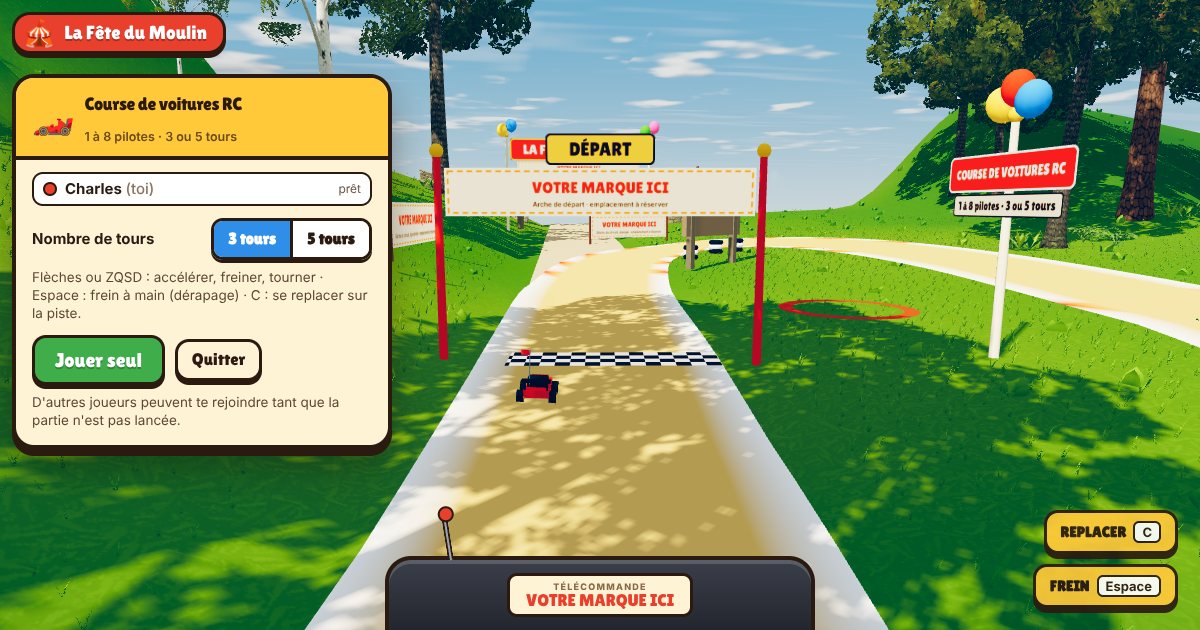 La Fête du Moulin
Course de voitures RC
1 à 8 pilotes · 3 ou 5 tours
Charles (toi)
prêt
Nombre de tours
3 tours
5 tours
Flèches ou ZQSD : accélérer, freiner, tourner ·
Espace : frein à main (dérapage) · C : se replacer sur
la piste.
Jouer seul
Quitter
D'autres joueurs peuvent te rejoindre tant que la
partie n'est pas lancée.
DÉPART
VOTRE MARQUE ICI
Arche de départ · emplacement à réserver
VOTRE MARQUE ICI
VOTRE MARQUE ICI
COURSE DE VOITURES RC
1 à 8 pilotes · 3 ou 5 tours
REPLACER C
FREIN Espace
TÉLÉCOMMANDE
VOTRE MARQUE ICI